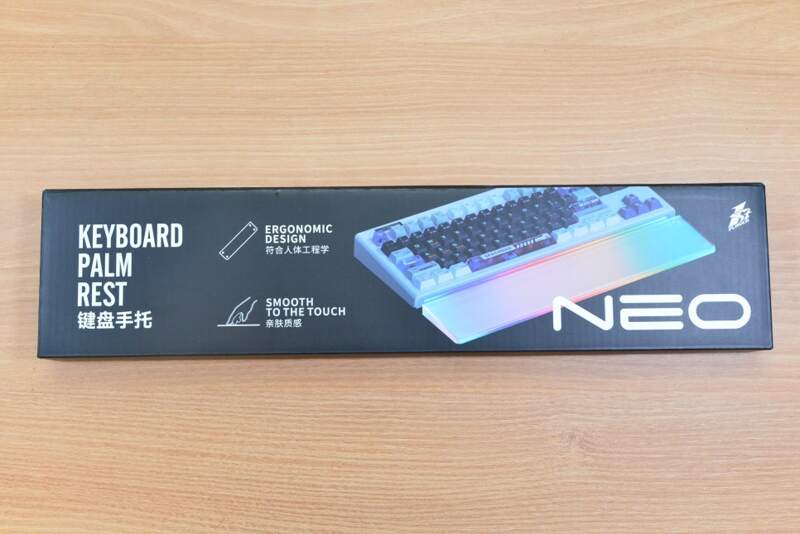 KEYBOARD
PALM
REST
键盘手托
ERGONOMIC
DESIGN
符合人体工程学
SMOOTH
TO THE TOUCH
亲肤质感
NEO